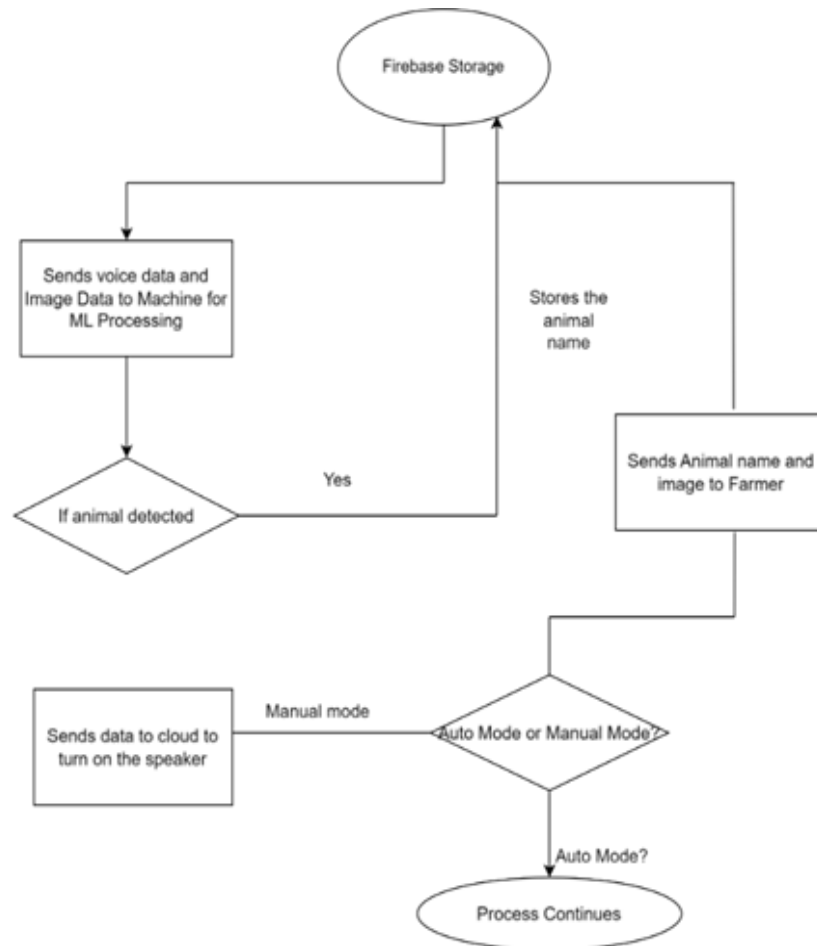 Firebase Storage
Sends voice data and
Image Data to Machine for
ML Processing
Stores the
animal
name
Yes
If animal detected
Sends Animal name and
image to Farmer
Manual mode
Sends data to cloud to
turn on the speaker
Auto Mode or Manual Mode?
Auto Mode?
Process Continues